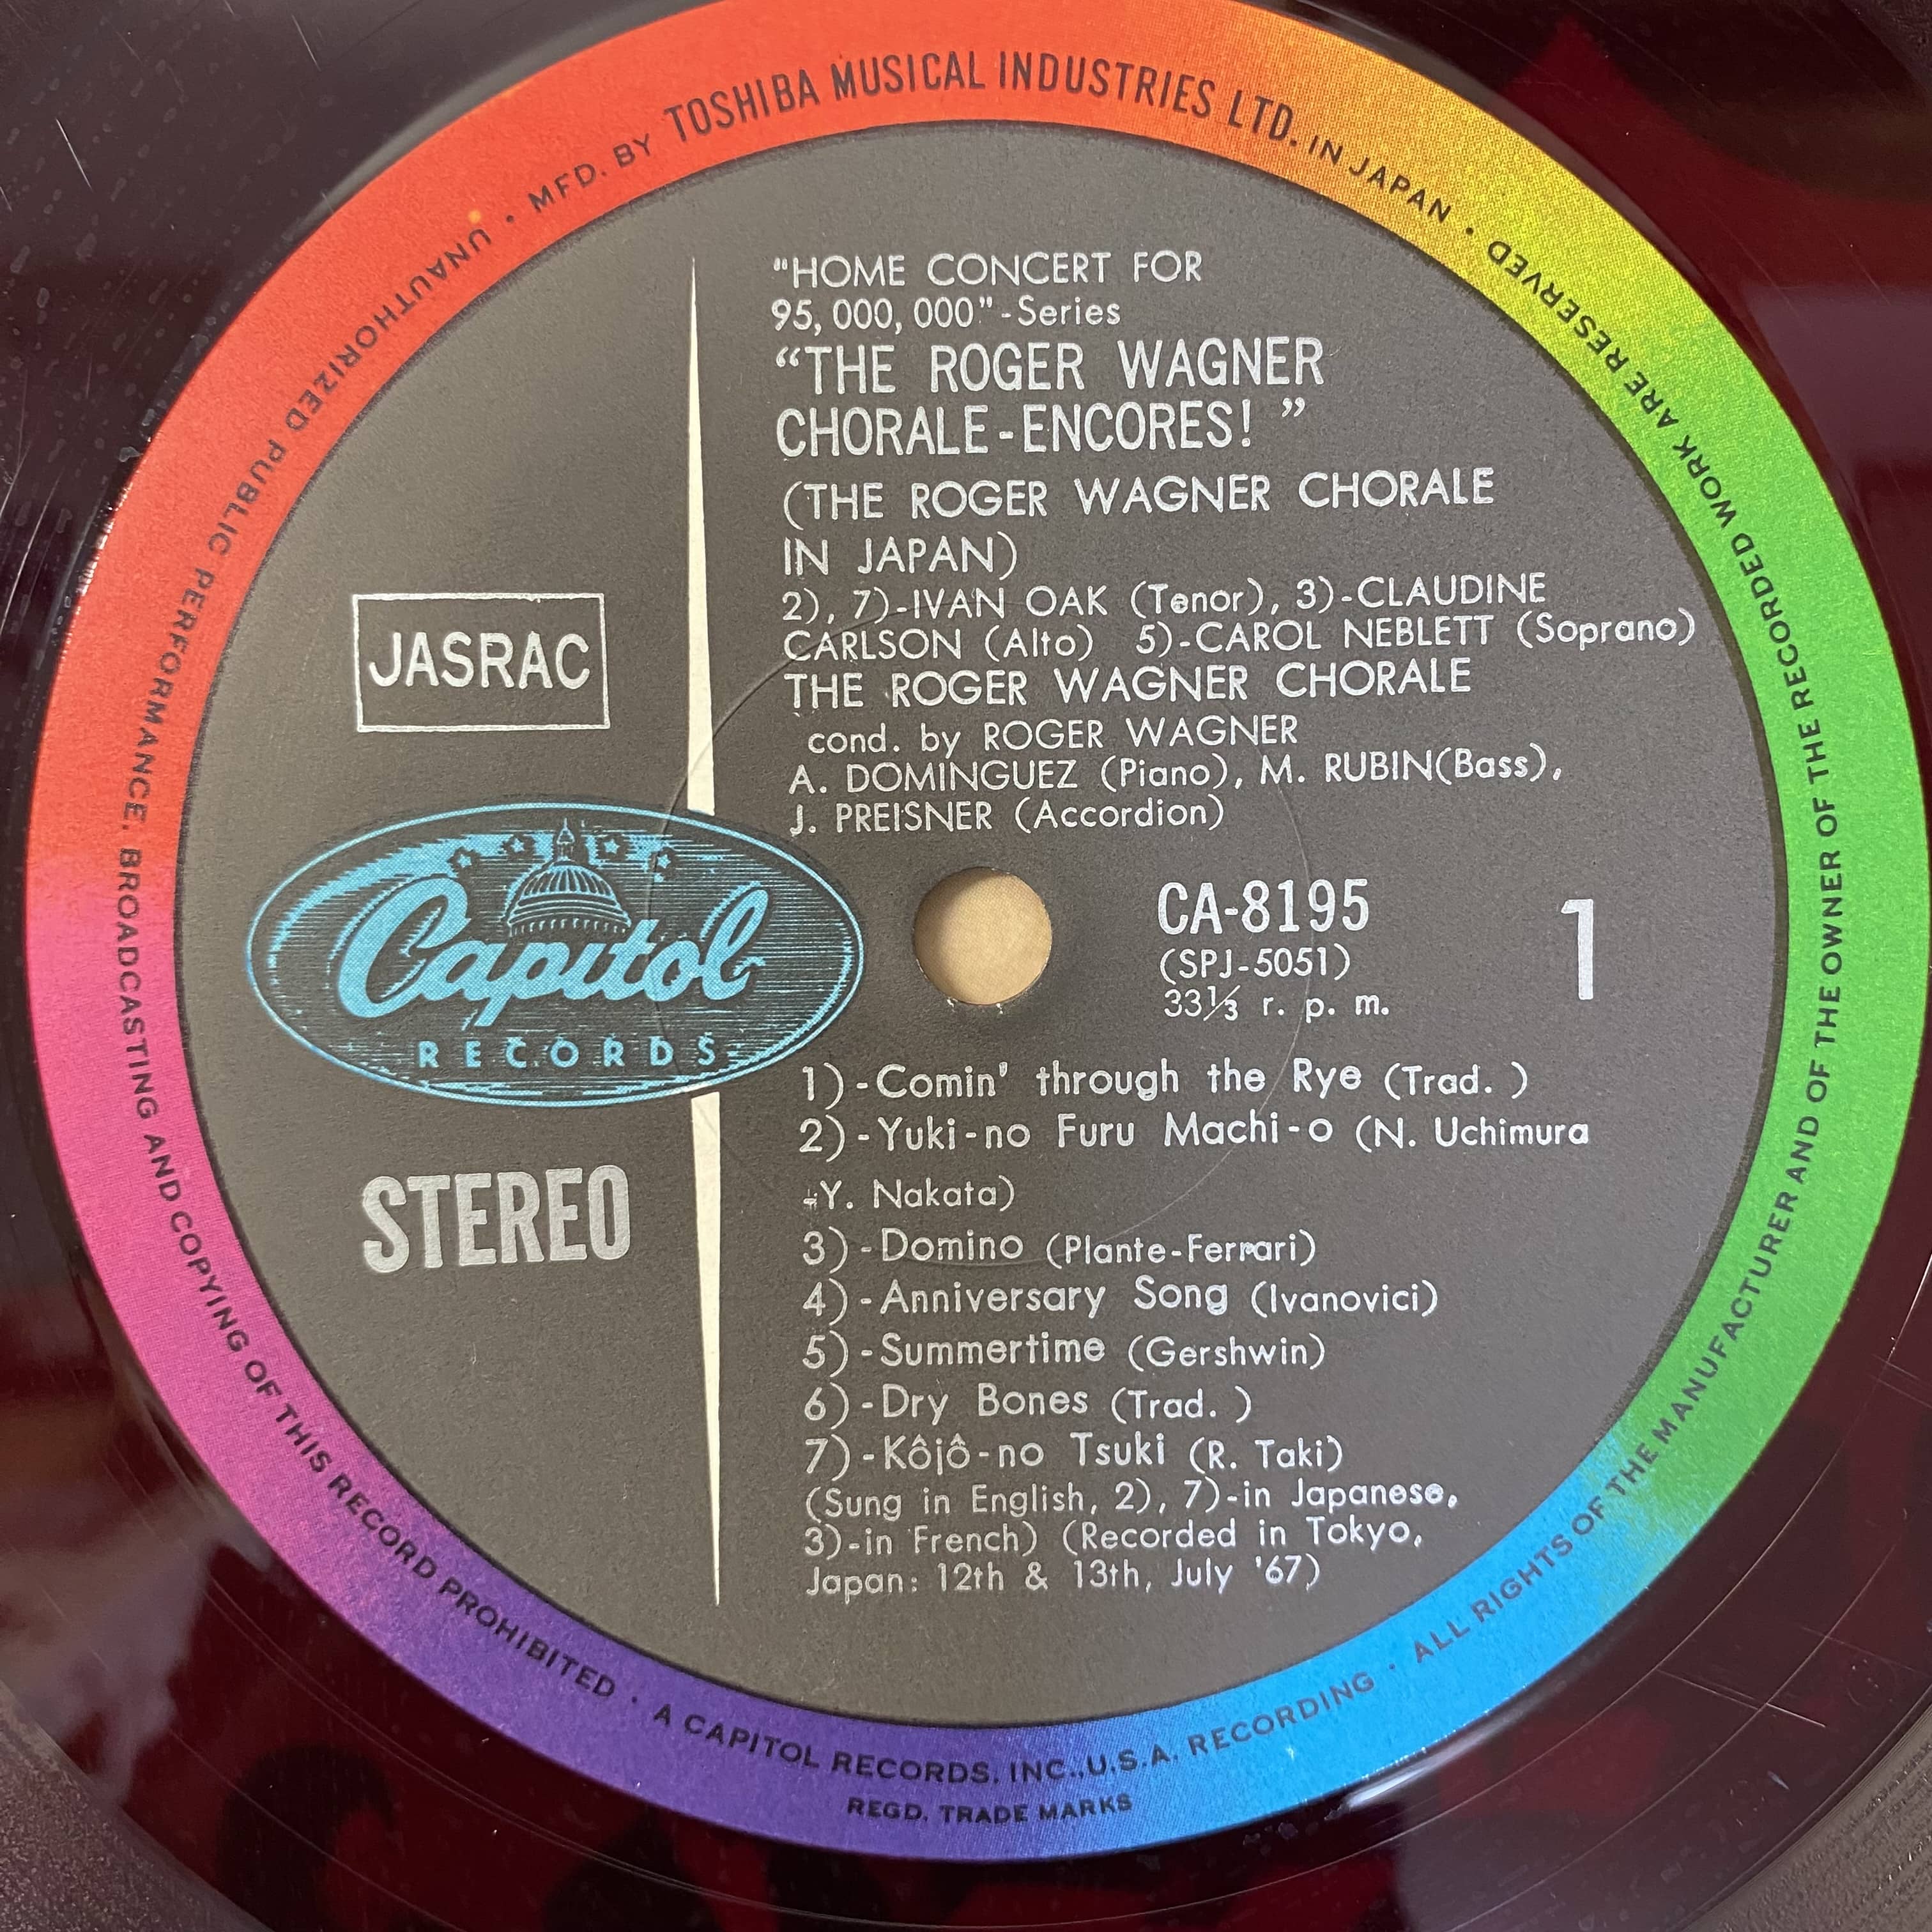 MFD. BY TOSHIBA MUSICAL INDUSTRIES LTD. IN JAPAN · ALL RIGHTS OF THE MANUFACTURER AND OF THE OWNER OF THE RECORDED WORK ARE RESERVED · UNAUTHORIZED PUBLIC PERFORMANCE, BROADCASTING AND COPYING OF THIS RECORD PROHIBITED · A CAPITOL RECORDS, INC., U.S.A. RECORDING ·
REGD. TRADE MARKS
"HOME CONCERT FOR
95,000,000"-Series
"THE ROGER WAGNER
CHORALE-ENCORES!"
(THE ROGER WAGNER CHORALE
IN JAPAN)
2), 7)-IVAN OAK (Tenor), 3)-CLAUDINE
CARLSON (Alto) 5)-CAROL NEBLETT (Soprano)
THE ROGER WAGNER CHORALE
cond. by ROGER WAGNER
A. DOMINGUEZ (Piano), M. RUBIN(Bass),
J. PREISNER (Accordion)
JASRAC
Capitol
RECORDS
STEREO
CA-8195
(SPJ-5051)
33⅓ r. p. m.
1
1)-Comin' through the Rye (Trad. )
2)-Yuki-no Furu Machi-o (N. Uchimura
-Y. Nakata)
3)-Domino (Plante-Ferrari)
4)-Anniversary Song (Ivanovici)
5)-Summertime (Gershwin)
6)-Dry Bones (Trad. )
7)-Kôjô-no Tsuki (R. Taki)
(Sung in English, 2), 7)-in Japanese,
3)-in French) (Recorded in Tokyo,
Japan: 12th & 13th, July '67)